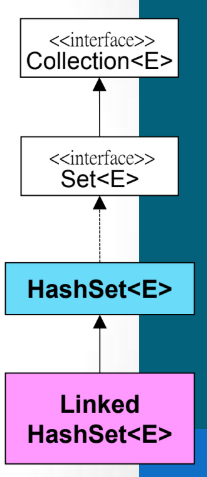 <<interface>>
Collection<E>
<<interface>>
Set<E>
HashSet<E>
Linked
HashSet<E>